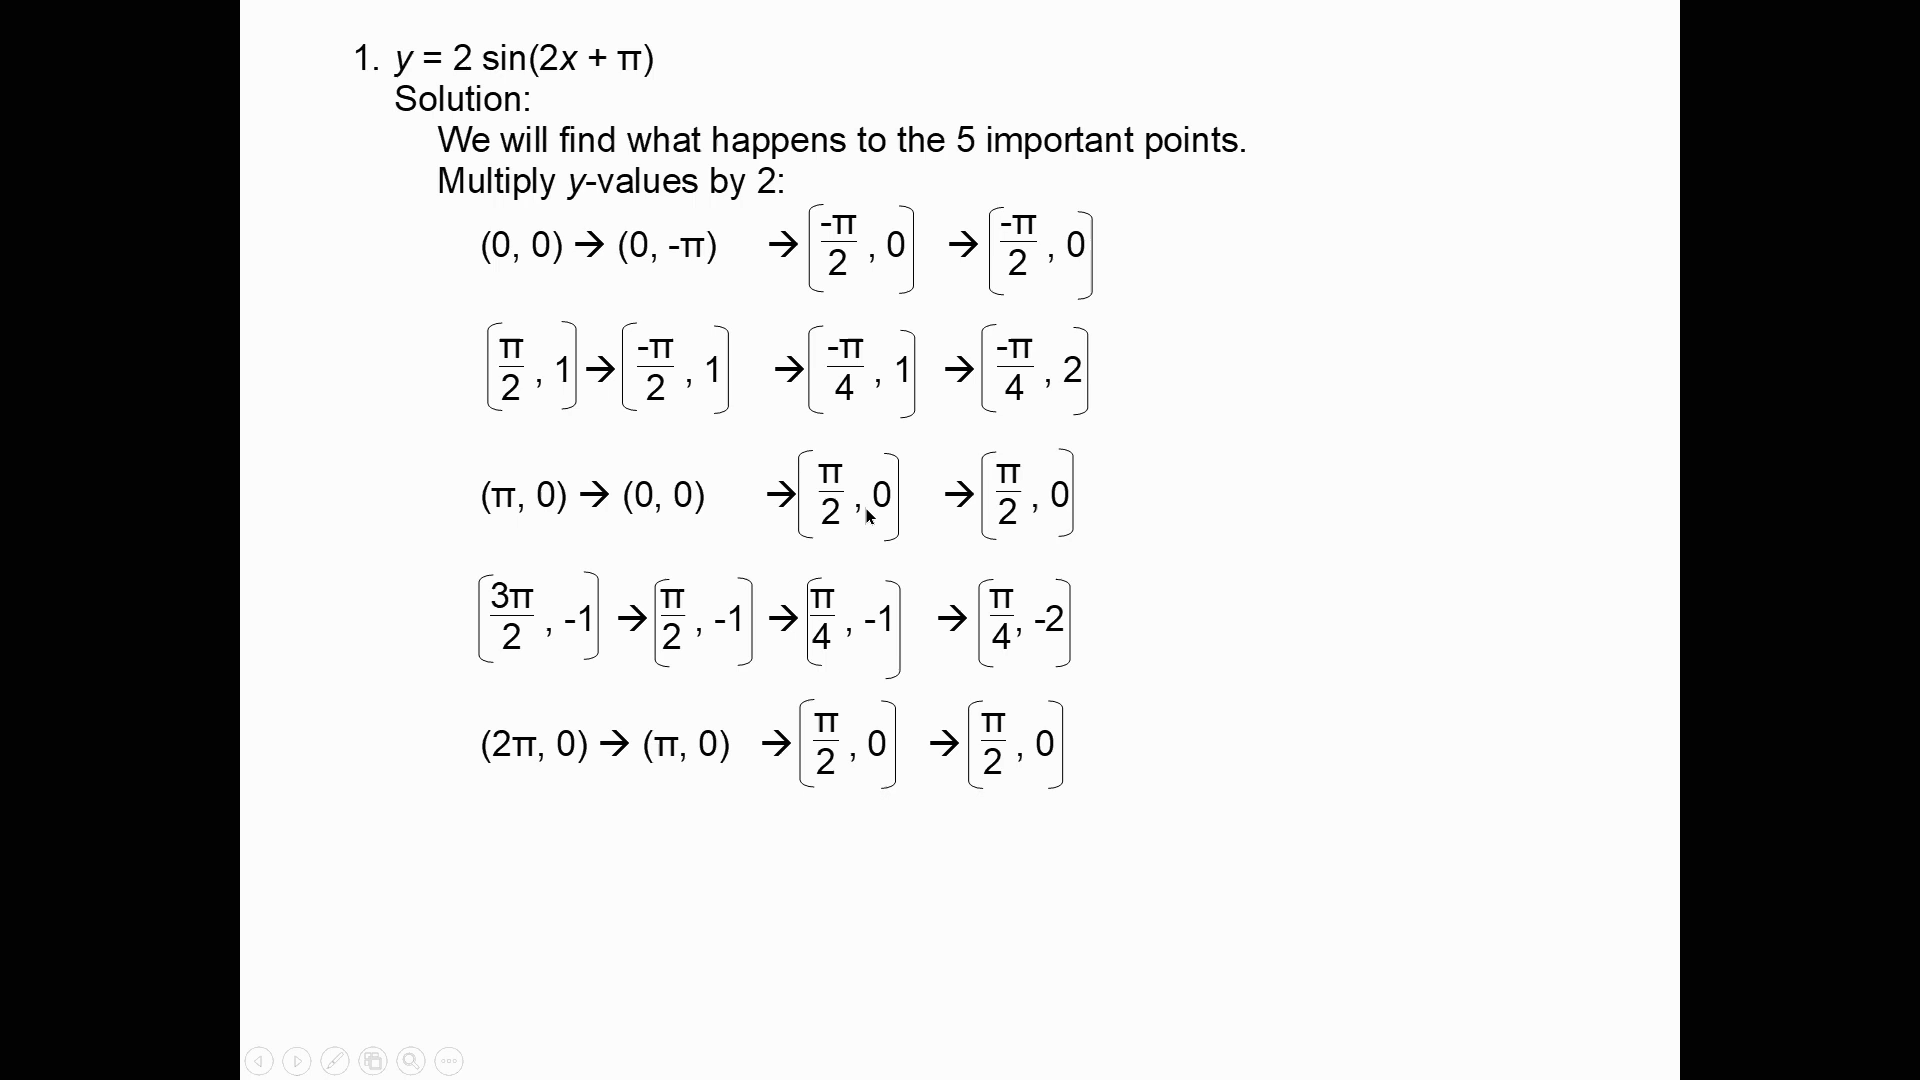 1. y = 2 sin(2x + π)
Solution:
We will find what happens to the 5 important points.
Multiply y-values by 2:
(0, 0) → (0, -π) → (-π/2 , 0) → (-π/2 , 0)
(π/2 , 1) → (-π/2 , 1) → (-π/4 , 1) → (-π/4 , 2)
(π, 0) → (0, 0) → (π/2 , 0) → (π/2 , 0)
(3π/2 , -1) → (π/2 , -1) → (π/4 , -1) → (π/4, -2)
(2π, 0) → (π, 0) → (π/2 , 0) → (π/2 , 0)